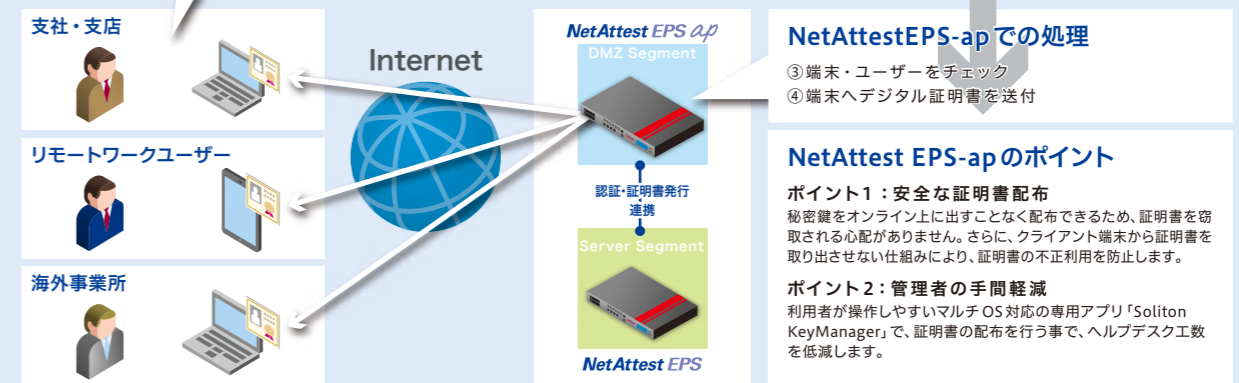 支社・支店
リモートワークユーザー
海外事業所
Internet
NetAttest EPS ap
DMZ Segment
認証・証明書発行
連携
Server Segment
NetAttest EPS
NetAttestEPS-apでの処理
③端末・ユーザーをチェック
④端末へデジタル証明書を送付
NetAttest EPS-apのポイント
ポイント1：安全な証明書配布
秘密鍵をオンライン上に出すことなく配布できるため、証明書を窃
取される心配がありません。さらに、クライアント端末から証明書を
取り出させない仕組みにより、証明書の不正利用を防止します。
ポイント2：管理者の手間軽減
利用者が操作しやすいマルチOS対応の専用アプリ「Soliton
KeyManager」で、証明書の配布を行う事で、ヘルプデスク工数
を低減します。